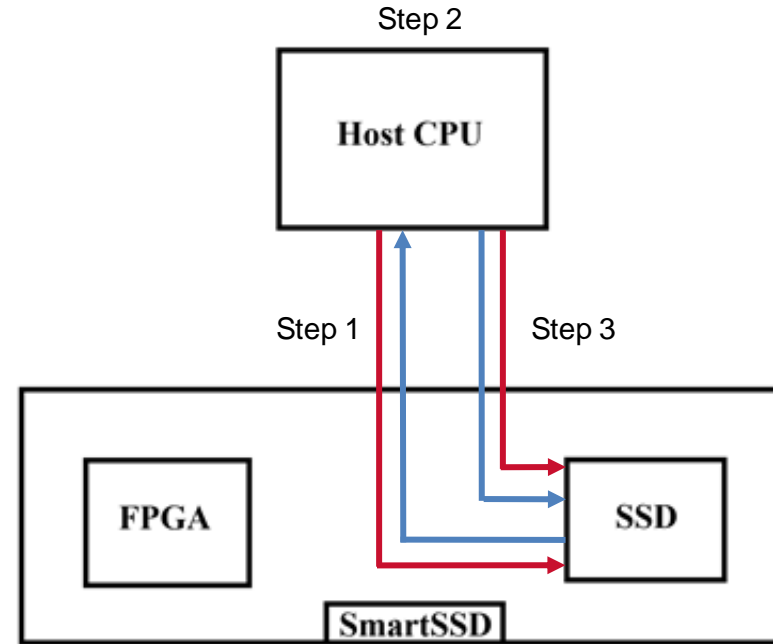 Step 2
Host CPU
Step 1
Step 3
FPGA
SSD
SmartSSD